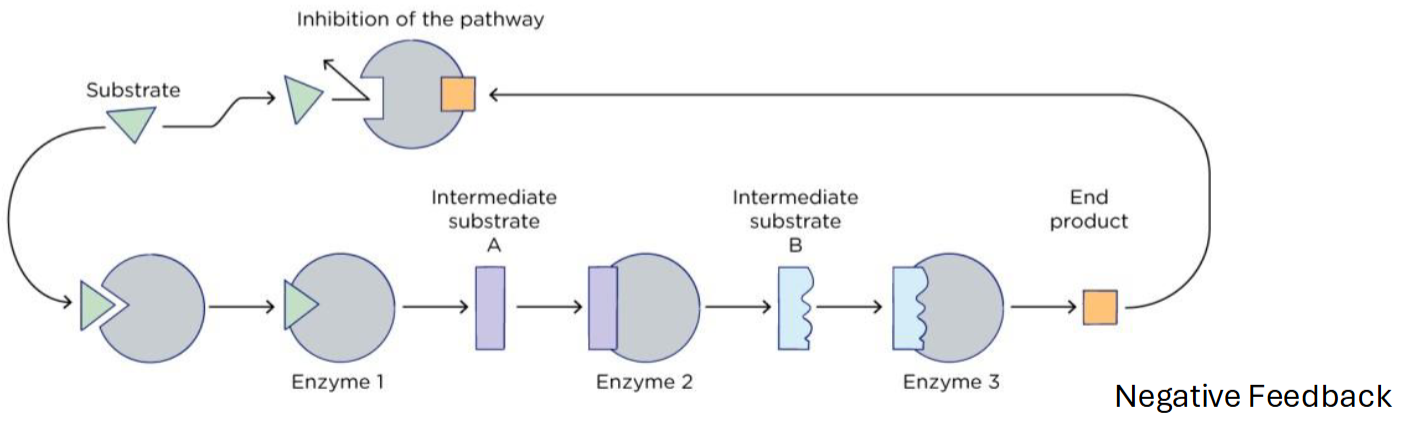 Inhibition of the pathway
Substrate
Intermediate
substrate
A
Intermediate
substrate
B
End
product
Enzyme 1
Enzyme 2
Enzyme 3
Negative Feedback